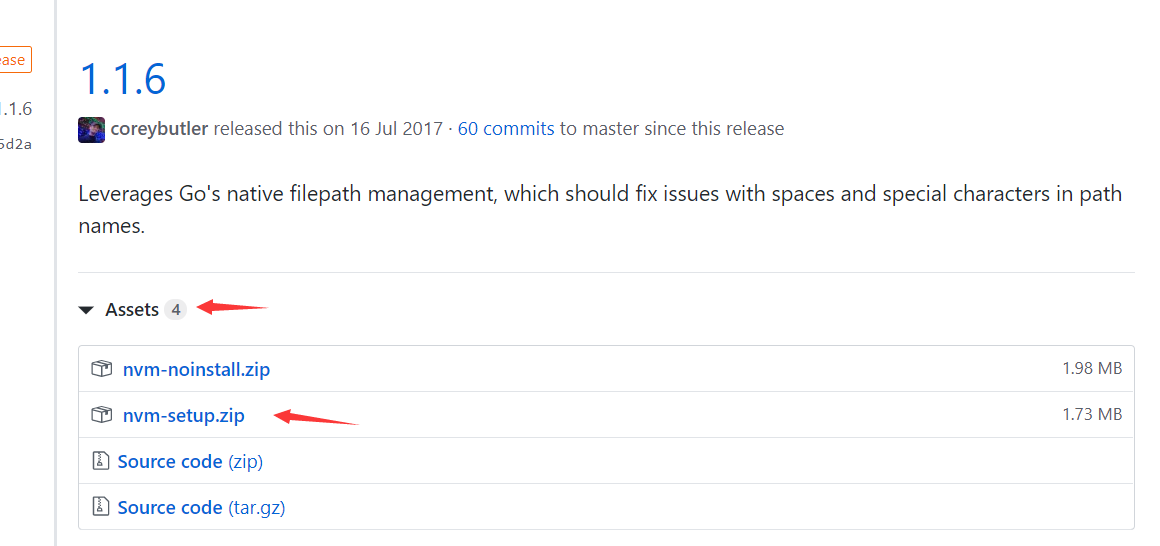 ease
1.1.6
.1.6
coreybutler released this on 16 Jul 2017 · 60 commits to master since this release
5d2a
Leverages Go's native filepath management, which should fix issues with spaces and special characters in path
names.
Assets 4
nvm-noinstall.zip 1.98 MB
nvm-setup.zip 1.73 MB
Source code (zip)
Source code (tar.gz)